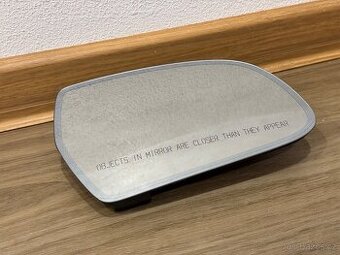 OBJECTS IN MIRROR ARE CLOSER THAN THEY APPEAR